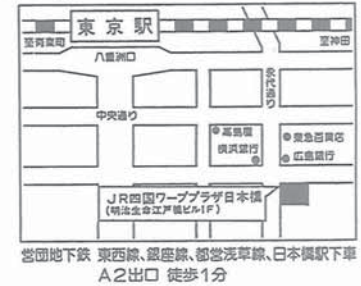 東京駅
至有楽町
至神田
八重洲口
永代通り
中央通り
高島屋
横浜銀行
東急百貨店
広島銀行
JR四国ワーププラザ日本橋
(明治生命江戸橋ビル1F)
営団地下鉄 東西線、銀座線、都営浅草線、日本橋駅下車
A2出口 徒歩1分